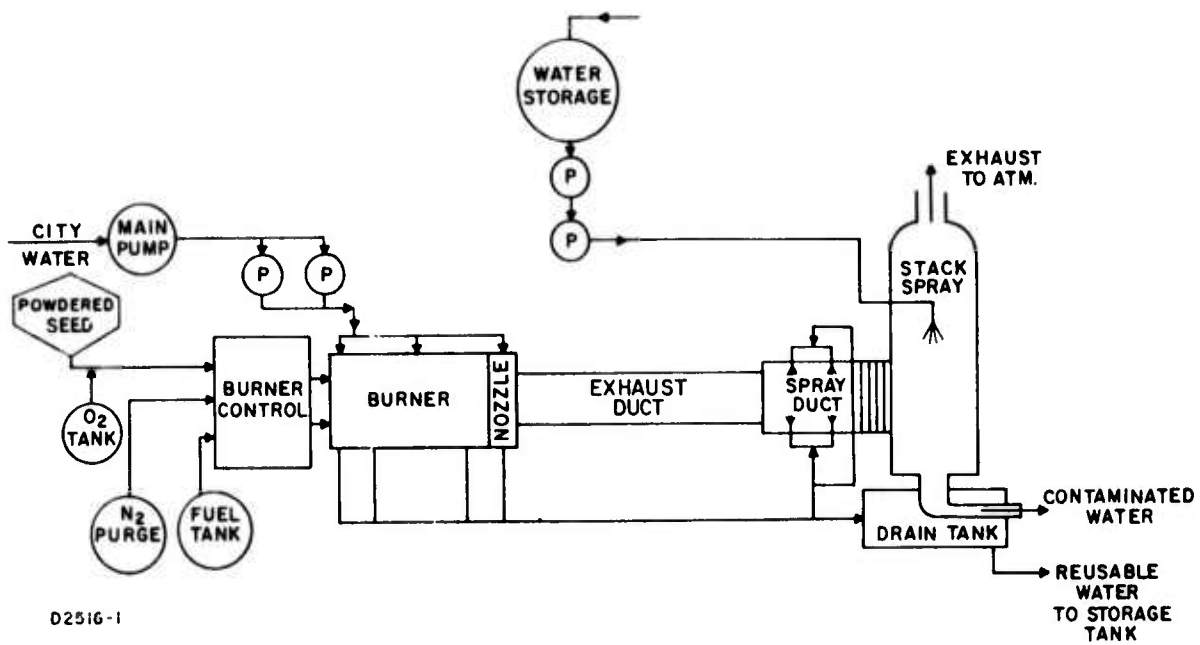 WATER
STORAGE
P
P
EXHAUST
TO ATM.
CITY
WATER
MAIN
PUMP
P
P
STACK
SPRAY
POWDERED
SEED
BURNER
CONTROL
BURNER
NOZZLE
EXHAUST
DUCT
SPRAY
DUCT
O2
TANK
N2
PURGE
FUEL
TANK
CONTAMINATED
WATER
DRAIN TANK
REUSABLE
WATER
TO STORAGE
TANK
D2516-1